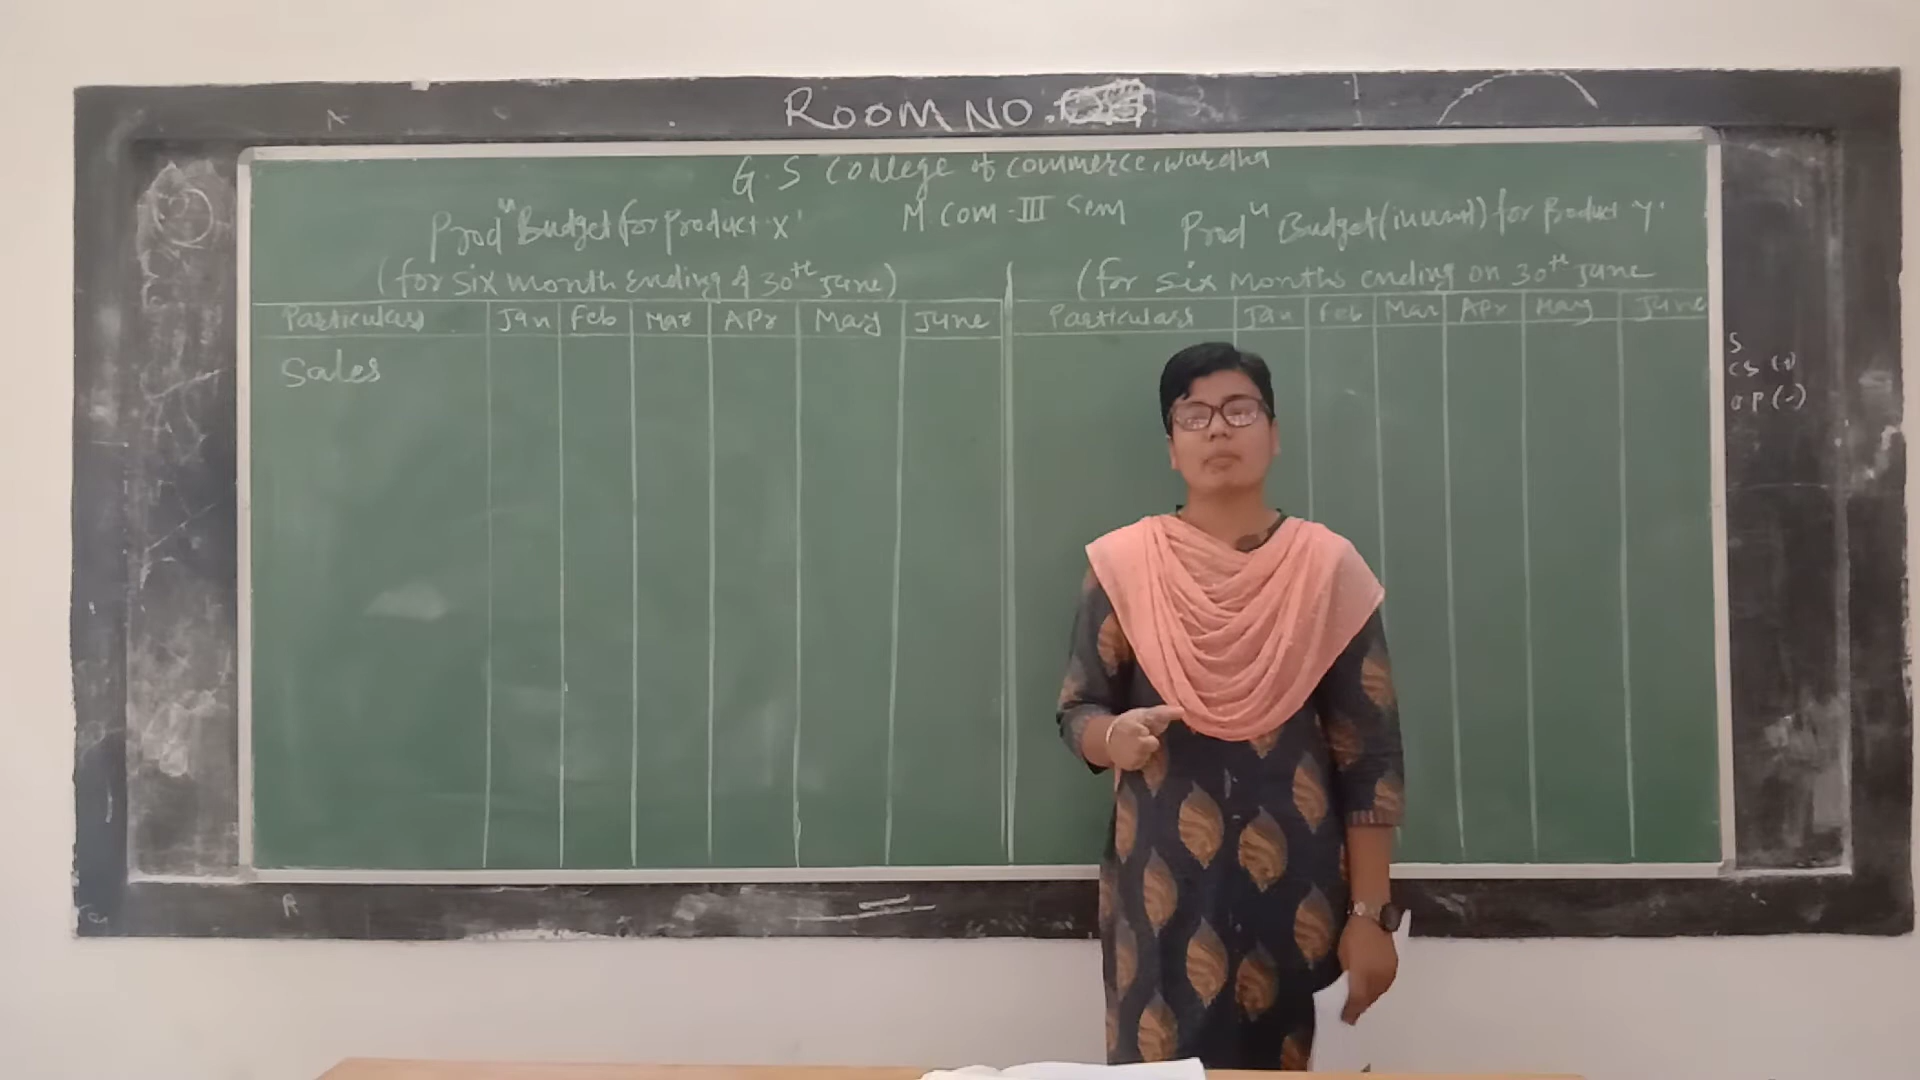 ROOM NO.
G.S College of commerce, wardha
M Com-III Sem
Prodⁿ Budget for product 'X'
(for six month Ending of 30th June)
Particulars Jan Feb Mar APr May June
Sales
Prodⁿ Budget (in unit) for Product 'Y'
(for six Months ending on 30th June
Particulars Jan Feb Mar APr May June
S
CS (+)
OP (-)